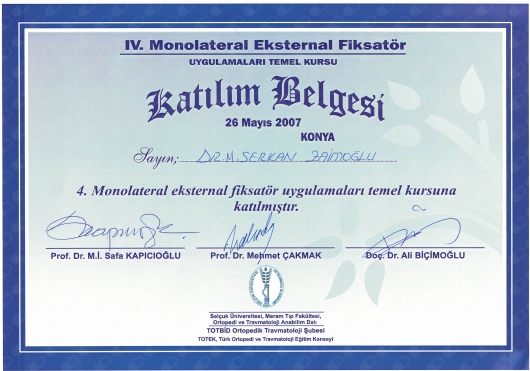 IV. Monolateral Eksternal Fiksatör
UYGULAMALARI TEMEL KURSU
Katılım Belgesi
26 Mayıs 2007
KONYA
Sayın; DR.M.SERKAN ZAİMOĞLU
4. Monolateral eksternal fiksatör uygulamaları temel kursuna
katılmıştır.
Prof. Dr. M.İ. Safa KAPICIOĞLU Prof. Dr. Mehmet ÇAKMAK Doç. Dr. Ali BİÇİMOĞLU
Selçuk Üniversitesi, Meram Tıp Fakültesi,
Ortopedi ve Travmatoloji Anabilim Dalı
TOTBİD Ortopedik Travmatoloji Şubesi
TOTEK, Türk Ortopedi ve Travmatoloji Eğitim Konseyi